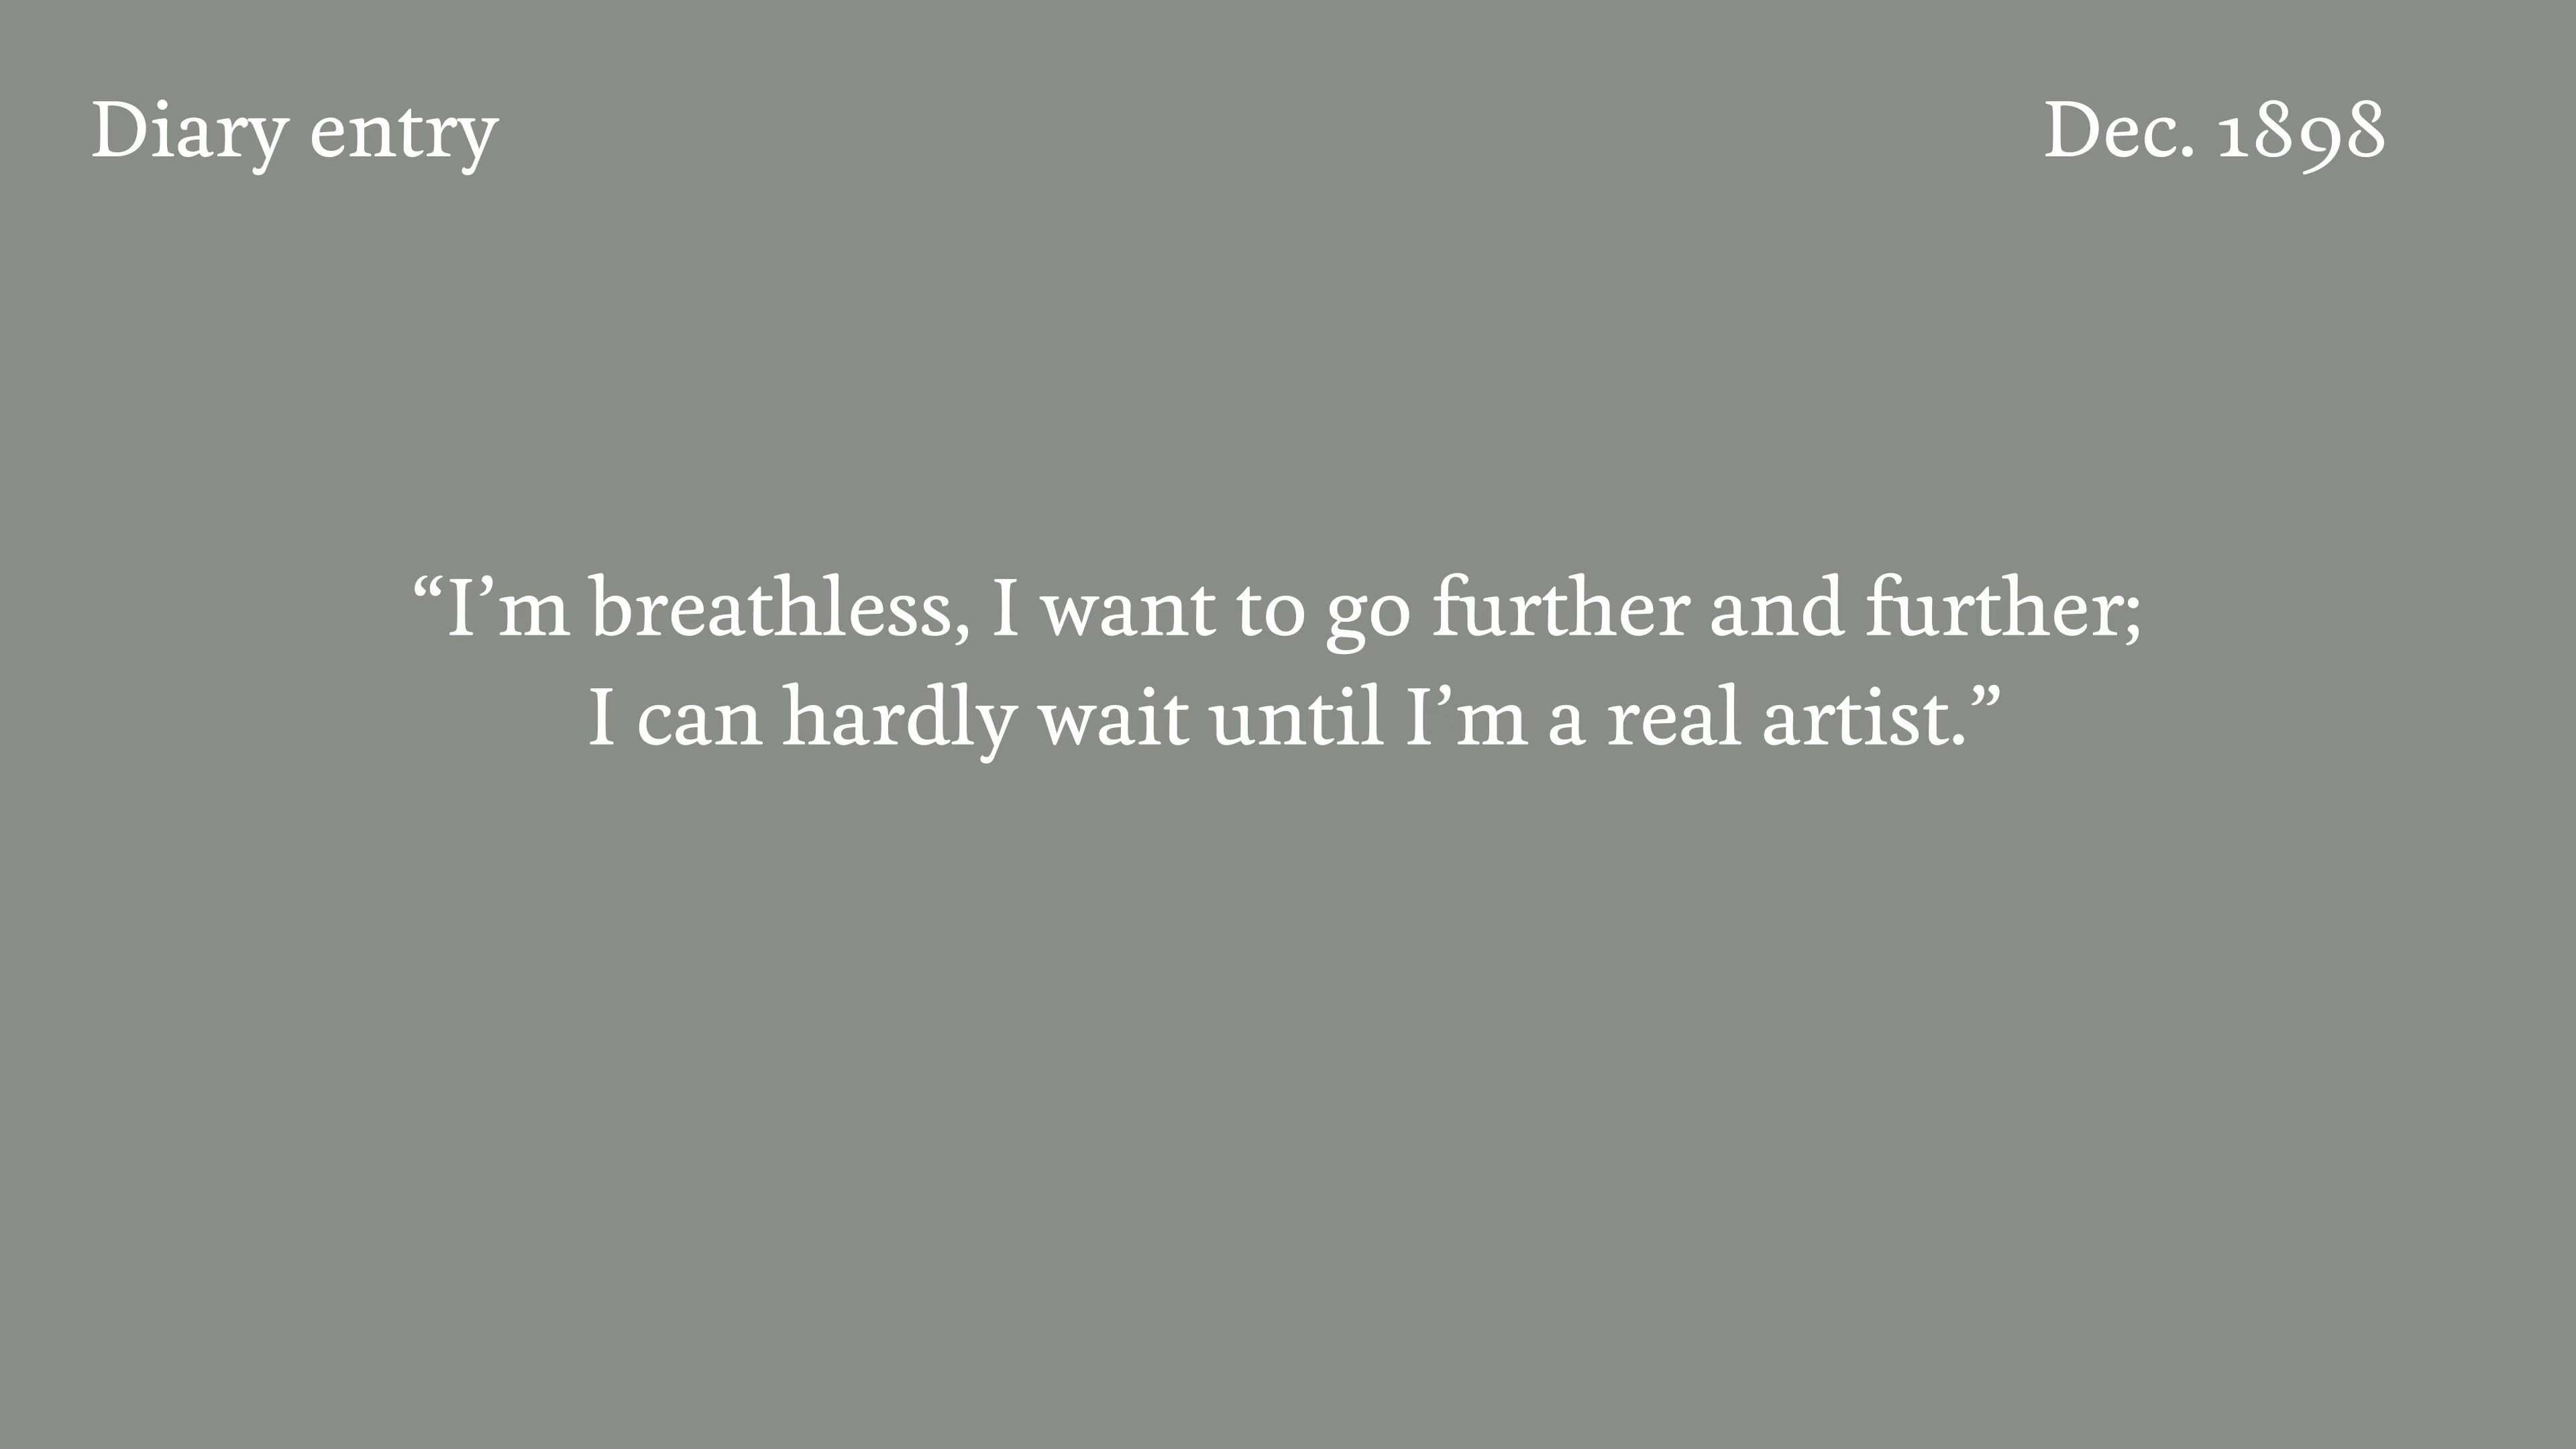 Diary entry
Dec. 1898
“I’m breathless, I want to go further and further;
I can hardly wait until I’m a real artist.”